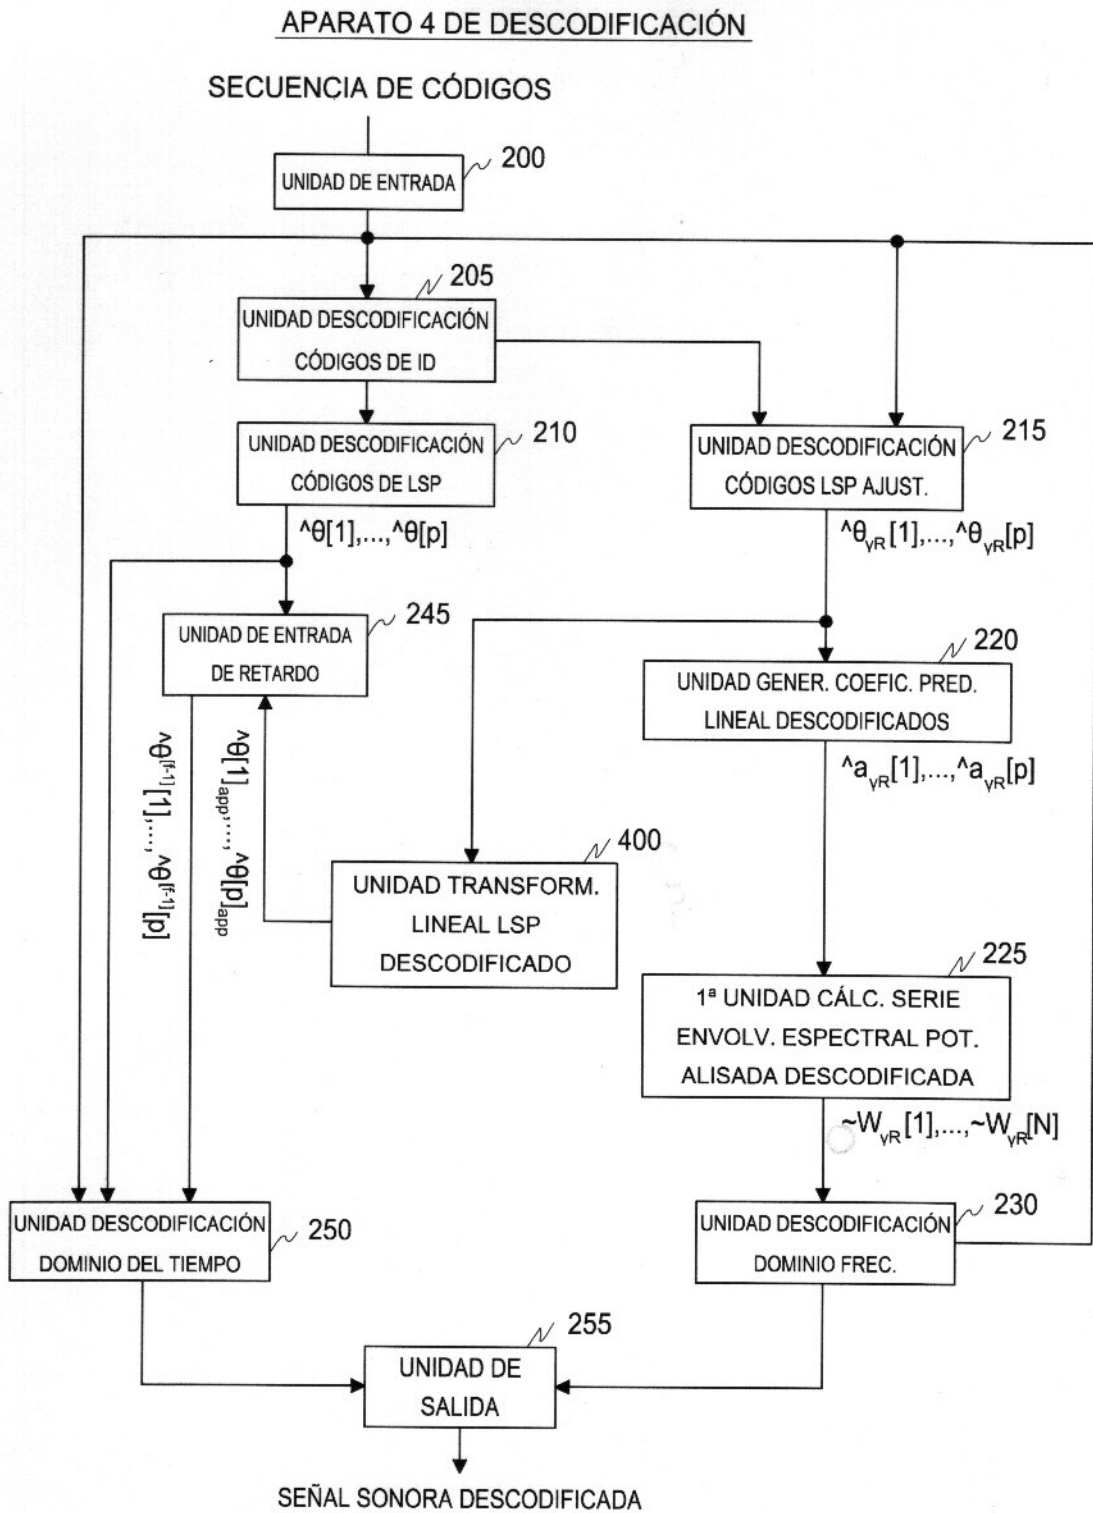 APARATO 4 DE DESCODIFICACIÓN
SECUENCIA DE CÓDIGOS
UNIDAD DE ENTRADA
200
205
UNIDAD DESCODIFICACIÓN
CÓDIGOS DE ID
UNIDAD DESCODIFICACIÓN
CÓDIGOS DE LSP
210
UNIDAD DESCODIFICACIÓN
CÓDIGOS LSP AJUST.
215
^θ[1],...,^θ[p]
^θγR[1],...,^θγR[p]
UNIDAD DE ENTRADA
DE RETARDO
245
220
UNIDAD GENER. COEFIC. PRED.
LINEAL DESCODIFICADOS
^aγR[1],...,^aγR[p]
^θ[f-1][1],...,^θ[f-1][p]
^θ[1]app,...,^θ[p]app
400
UNIDAD TRANSFORM.
LINEAL LSP
DESCODIFICADO
225
1ª UNIDAD CÁLC. SERIE
ENVOLV. ESPECTRAL POT.
ALISADA DESCODIFICADA
~WγR[1],...,~WγR[N]
UNIDAD DESCODIFICACIÓN
DOMINIO DEL TIEMPO
250
UNIDAD DESCODIFICACIÓN
DOMINIO FREC.
230
255
UNIDAD DE
SALIDA
SEÑAL SONORA DESCODIFICADA